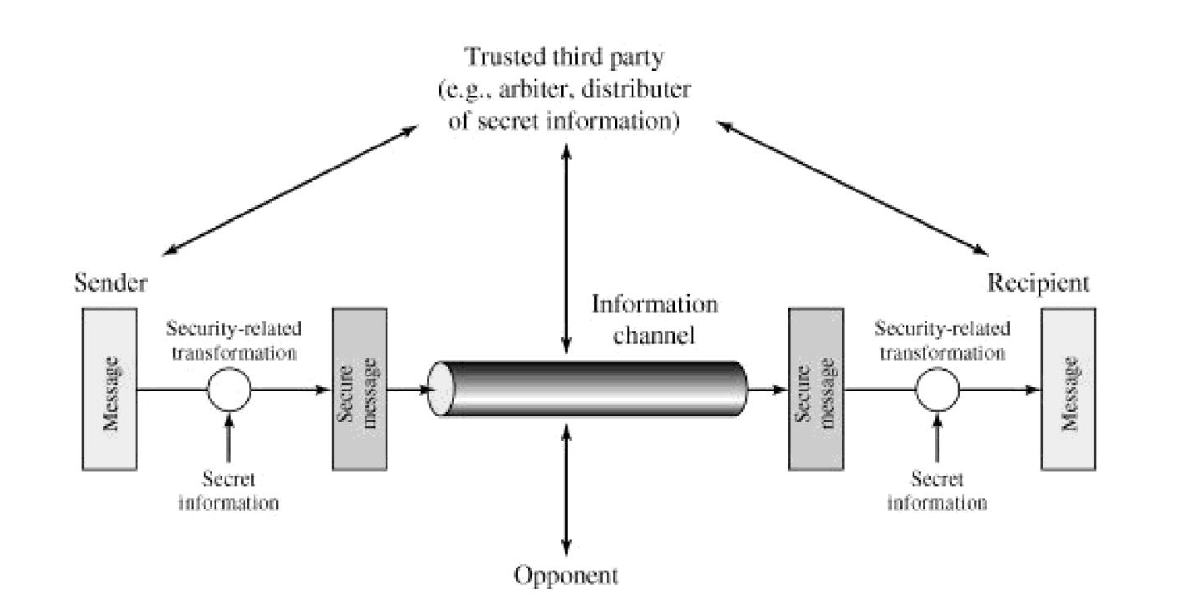 Trusted third party
(e.g., arbiter, distributer
of secret information)
Sender
Recipient
Information
channel
Security-related
transformation
Security-related
transformation
Message
Secure
message
Secure
message
Message
Secret
information
Secret
information
Opponent